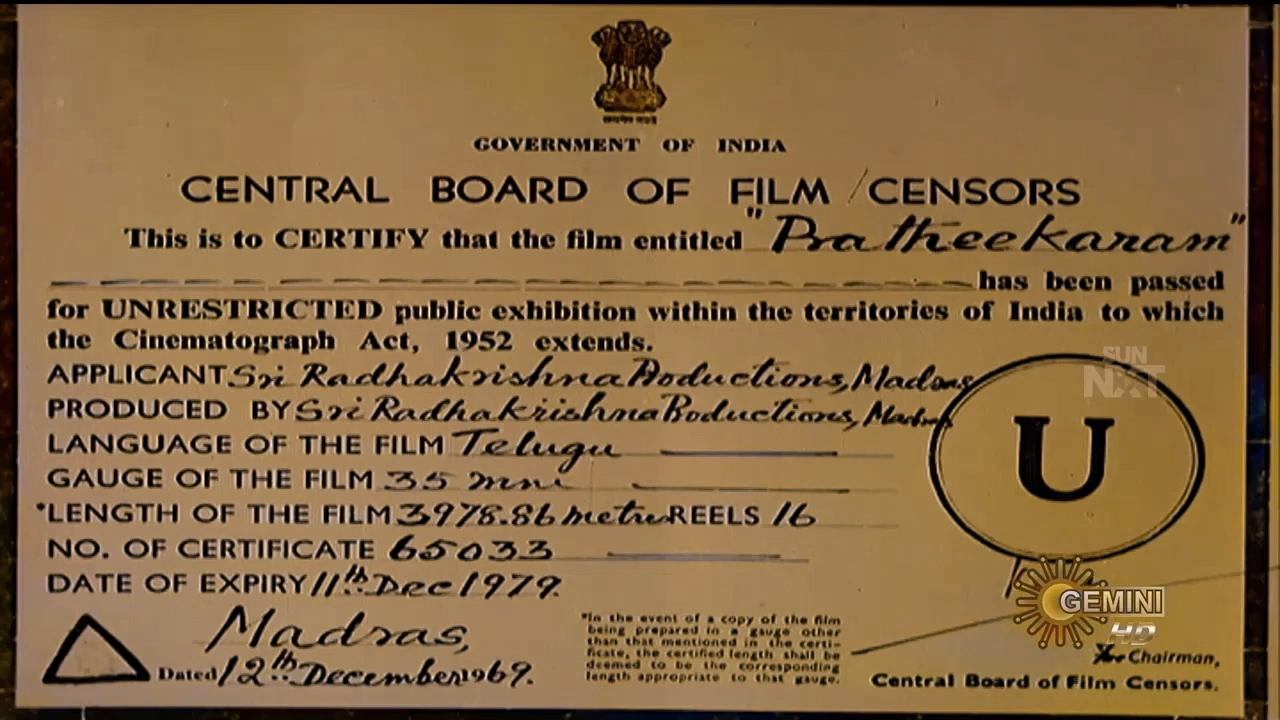 GOVERNMENT OF INDIA
CENTRAL BOARD OF FILM CENSORS
This is to CERTIFY that the film entitled "Pratheekaram"
has been passed
for UNRESTRICTED public exhibition within the territories of India to which
the Cinematograph Act, 1952 extends.
APPLICANT Sri Radhakrishna Productions, Madras
SUN
NXT
PRODUCED BY Sri Radhakrishna Productions, Madras
U
LANGUAGE OF THE FILM Telugu
GAUGE OF THE FILM 35 mm
*LENGTH OF THE FILM 3978.86 metres REELS 16
NO. OF CERTIFICATE 65033
DATE OF EXPIRY 11th Dec 1979.
GEMINI
HD
Madras,
Dated 12th December 1969.
*In the event of a copy of the film
being prepared in a gauge other
than that mentioned in the certi-
ficate, the certified length shall be
deemed to be the corresponding
length appropriate to that gauge.
Chairman,
Central Board of Film Censors.